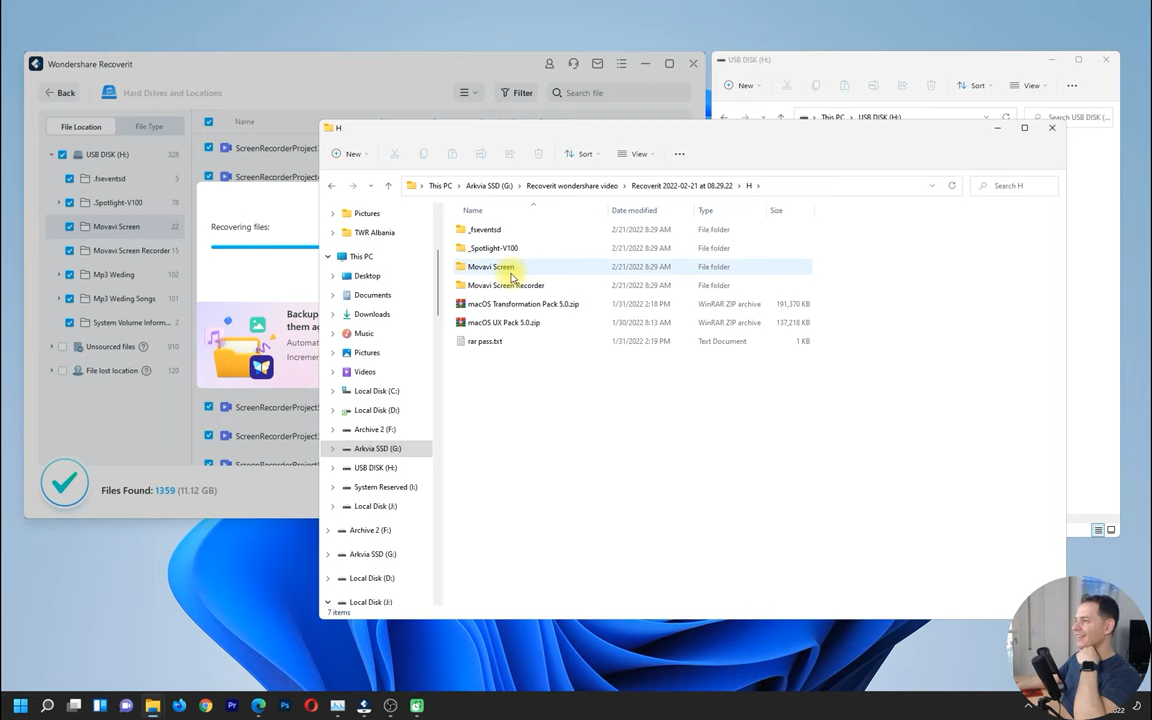 Wondershare Recoverit
Back
Hard Drives and Locations
Filter
Search file
File Location
File Type
Name
USB DISK (H:) 328
.fseventsd 5
.Spotlight-V100 78
Movavi Screen 22
Movavi Screen Recorder 15
Mp3 Weding 102
Mp3 Weding Songs 2
System Volume Inform... 2
Unsourced files 910
File lost location 120
ScreenRecorderProject
ScreenRecorderProject
Recovering files:
Backup
them ag
Automat
Incremen
ScreenRecorderProject
ScreenRecorderProject
ScreenRecorderProject
Files Found: 1359 (11.12 GB)
USB DISK (H:)
New
Sort
View
This PC > USB DISK (H:)
Search USB DISK (...
H
New
Sort
View
This PC > Arkvia SSD (G:) > Recoverit wondershare video > Recoverit 2022-02-21 at 08.29.22 > H >
Search H
Pictures
TWR Albania
This PC
Desktop
Documents
Downloads
Music
Pictures
Videos
Local Disk (C:)
Local Disk (D:)
Archive 2 (F:)
Arkvia SSD (G:)
USB DISK (H:)
System Reserved (I:)
Local Disk (J:)
Archive 2 (F:)
Arkvia SSD (G:)
Local Disk (D:)
Local Disk (J:)
Name Date modified Type Size
_fseventsd 2/21/2022 8:29 AM File folder
_Spotlight-V100 2/21/2022 8:29 AM File folder
Movavi Screen 2/21/2022 8:29 AM File folder
Movavi Screen Recorder 2/21/2022 8:29 AM File folder
macOS Transformation Pack 5.0.zip 1/31/2022 2:18 PM WinRAR ZIP archive 191,370 KB
macOS UX Pack 5.0.zip 1/30/2022 8:13 AM WinRAR ZIP archive 137,218 KB
rar pass.txt 1/31/2022 2:19 PM Text Document 1 KB
7 items
Pr
Ps
2022